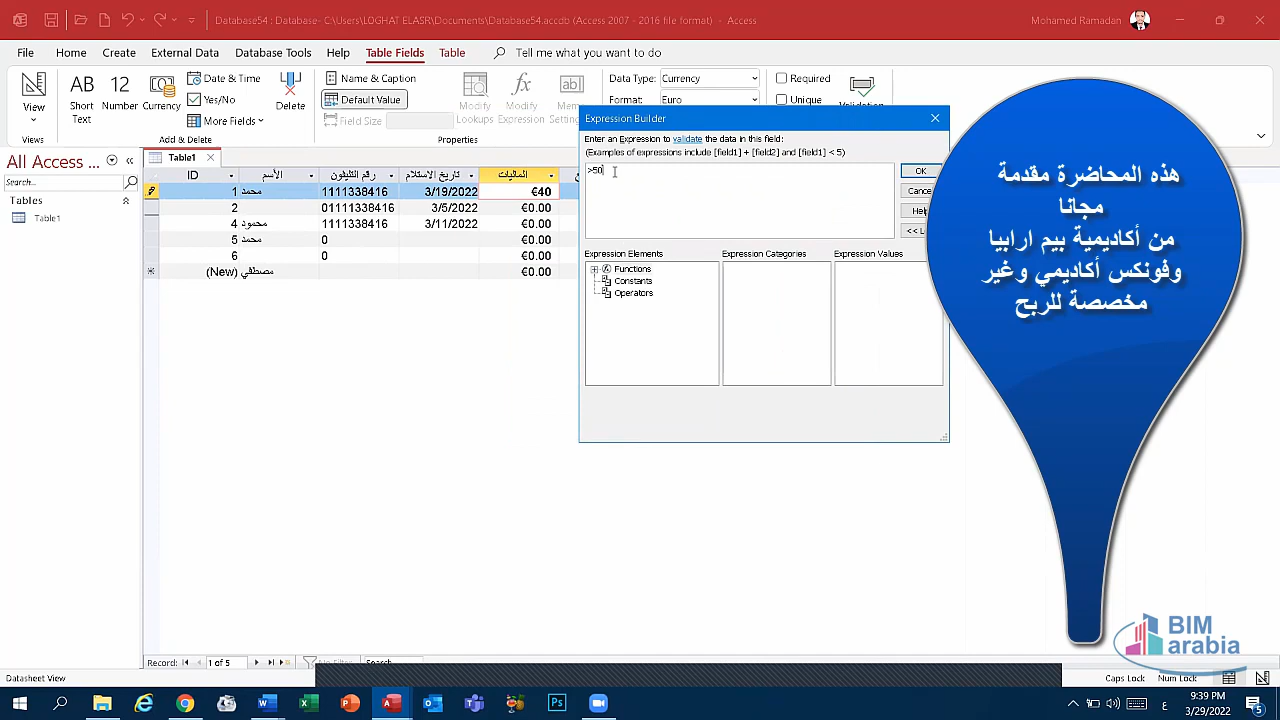 Database54 : Database- C:\Users\LOGHAT ELASR\Documents\Database54.accdb (Access 2007 - 2016 file format) - Access
Mohamed Ramadan
File Home Create External Data Database Tools Help Table Fields Table Tell me what you want to do
AB 12
Short Text
Number
Currency
View
Date & Time
Yes/No
More Fields
Delete
Name & Caption
Default Value
Field Size
Modify Lookups
Modify Expression
Data Type: Currency
Format: Euro
Required
Unique
Views
Add & Delete
Properties
All Access ...
Search...
Tables
Table1
Table1
ID الأسم رقم التليفون تاريخ الاستلام الماليات
1 محمد 1111338416 3/19/2022 €40
2 01111338416 3/5/2022 €0.00
4 محمود 1111338416 3/11/2022 €0.00
5 محمد 0 €0.00
6 0 €0.00
(New) مصطفي €0.00
Expression Builder
Enter an Expression to validate the data in this field:
(Examples of expressions include [field1] + [field2] and [field1] < 5)
>50
OK
Expression Elements
Expression Categories
Expression Values
Functions
Constants
Operators
هذه المحاضرة مقدمة
مجانا
من أكاديمية بيم ارابيا
وفونكس أكاديمي وغير
مخصصة للربح
BIM
arabia
Record: 1 of 5 No Filter Search
Datasheet View
Caps Lock Num Lock
9:39 PM
3/29/2022